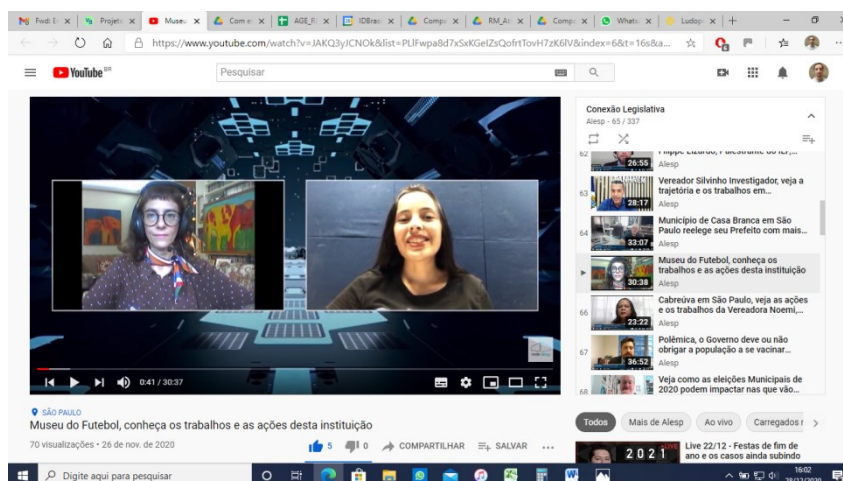 Fwd: E
Projet
Museu
Com e
AGE_R
IDBras
Compa
RM_At
Comp
Whats
Ludop
https://www.youtube.com/watch?v=JAKQ3yJCNOk&list=PLlFwpa8d7xSxKGeIZsQofrtTovH7zK6lV&index=6&t=16s&a...
YouTube BR
Pesquisar
0:41 / 30:37
SÃO PAULO
Museu do Futebol, conheça os trabalhos e as ações desta instituição
70 visualizações • 26 de nov. de 2020
5
0
COMPARTILHAR
SALVAR
...
Conexão Legislativa
Alesp - 65 / 337
62
26:55
Alesp
63
28:17
Vereador Silvinho Investigador, veja a
trajetória e os trabalhos em...
Alesp
64
33:07
Município de Casa Branca em São
Paulo reelege seu Prefeito com mais...
Alesp
30:38
Museu do Futebol, conheça os
trabalhos e as ações desta instituição
Alesp
66
23:22
Cabreúva em São Paulo, veja as ações
e os trabalhos da Vereadora Noemi,...
Alesp
67
36:52
Polêmica, o Governo deve ou não
obrigar a população a se vacinar...
Alesp
68
Veja como as eleições Municipais de
2020 podem impactar nas que vão...
Todos
Mais de Alesp
Ao vivo
Carregados r
2021
Live 22/12 - Festas de fim de
ano e os casos ainda subindo
Digite aqui para pesquisar
16:02
28/12/2020